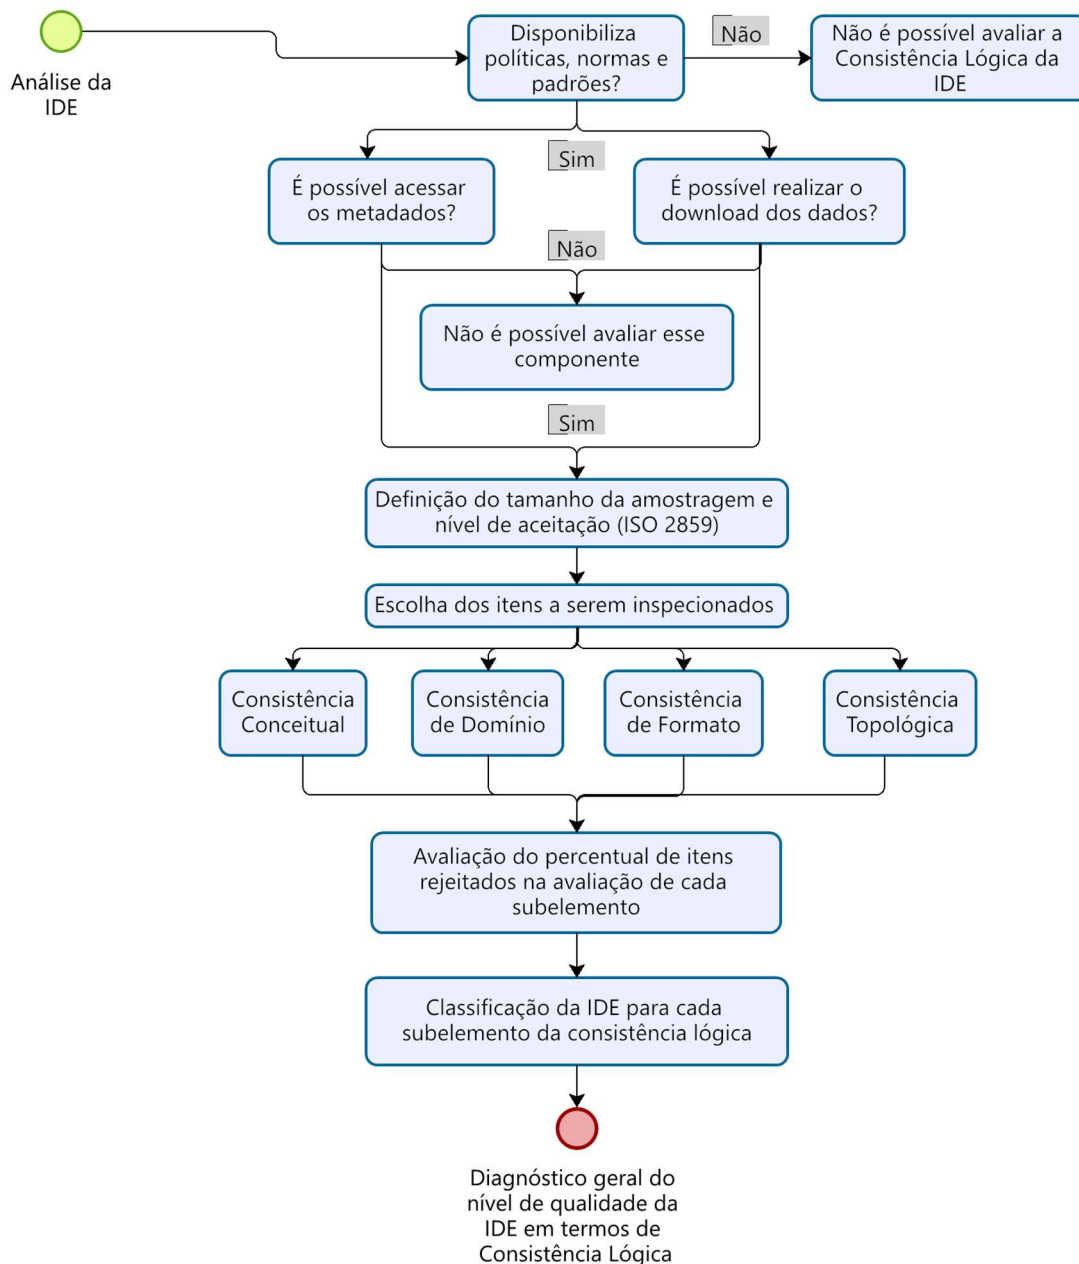 Análise da
IDE
Disponibiliza
políticas, normas e
padrões?
Não
Não é possível avaliar a
Consistência Lógica da
IDE
Sim
É possível acessar
os metadados?
É possível realizar o
download dos dados?
Não
Não é possível avaliar esse
componente
Sim
Definição do tamanho da amostragem e
nível de aceitação (ISO 2859)
Escolha dos itens a serem inspecionados
Consistência
Conceitual
Consistência
de Domínio
Consistência
de Formato
Consistência
Topológica
Avaliação do percentual de itens
rejeitados na avaliação de cada
subelemento
Classificação da IDE para cada
subelemento da consistência lógica
Diagnóstico geral do
nível de qualidade da
IDE em termos de
Consistência Lógica